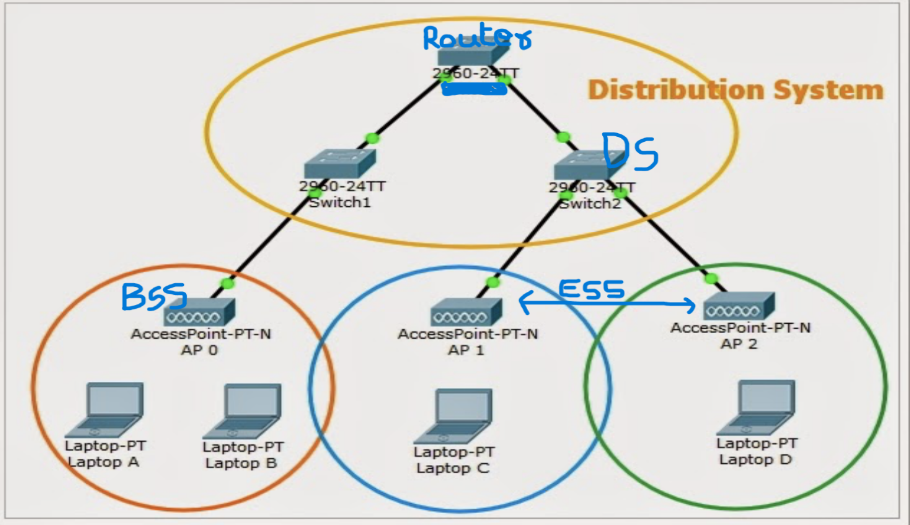 Router
2960-24TT
Distribution System
DS
2960-24TT
Switch1
2960-24TT
Switch2
BSS
ESS
AccessPoint-PT-N
AP 0
AccessPoint-PT-N
AP 1
AccessPoint-PT-N
AP 2
Laptop-PT
Laptop A
Laptop-PT
Laptop B
Laptop-PT
Laptop C
Laptop-PT
Laptop D